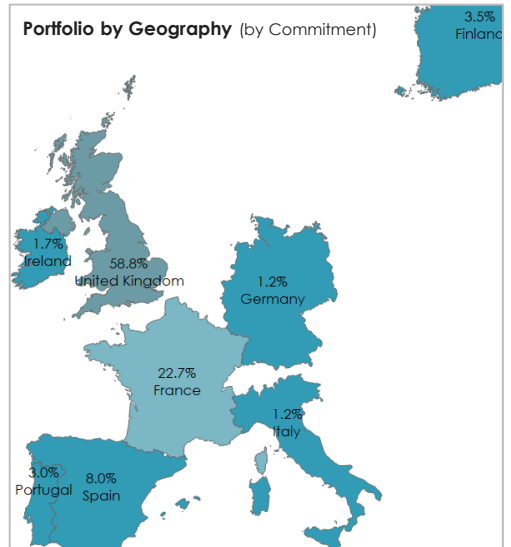 Portfolio by Geography (by Commitment)
3.5%
Finland
1.7%
Ireland
58.8%
United Kingdom
1.2%
Germany
22.7%
France
1.2%
Italy
3.0%
Portugal
8.0%
Spain